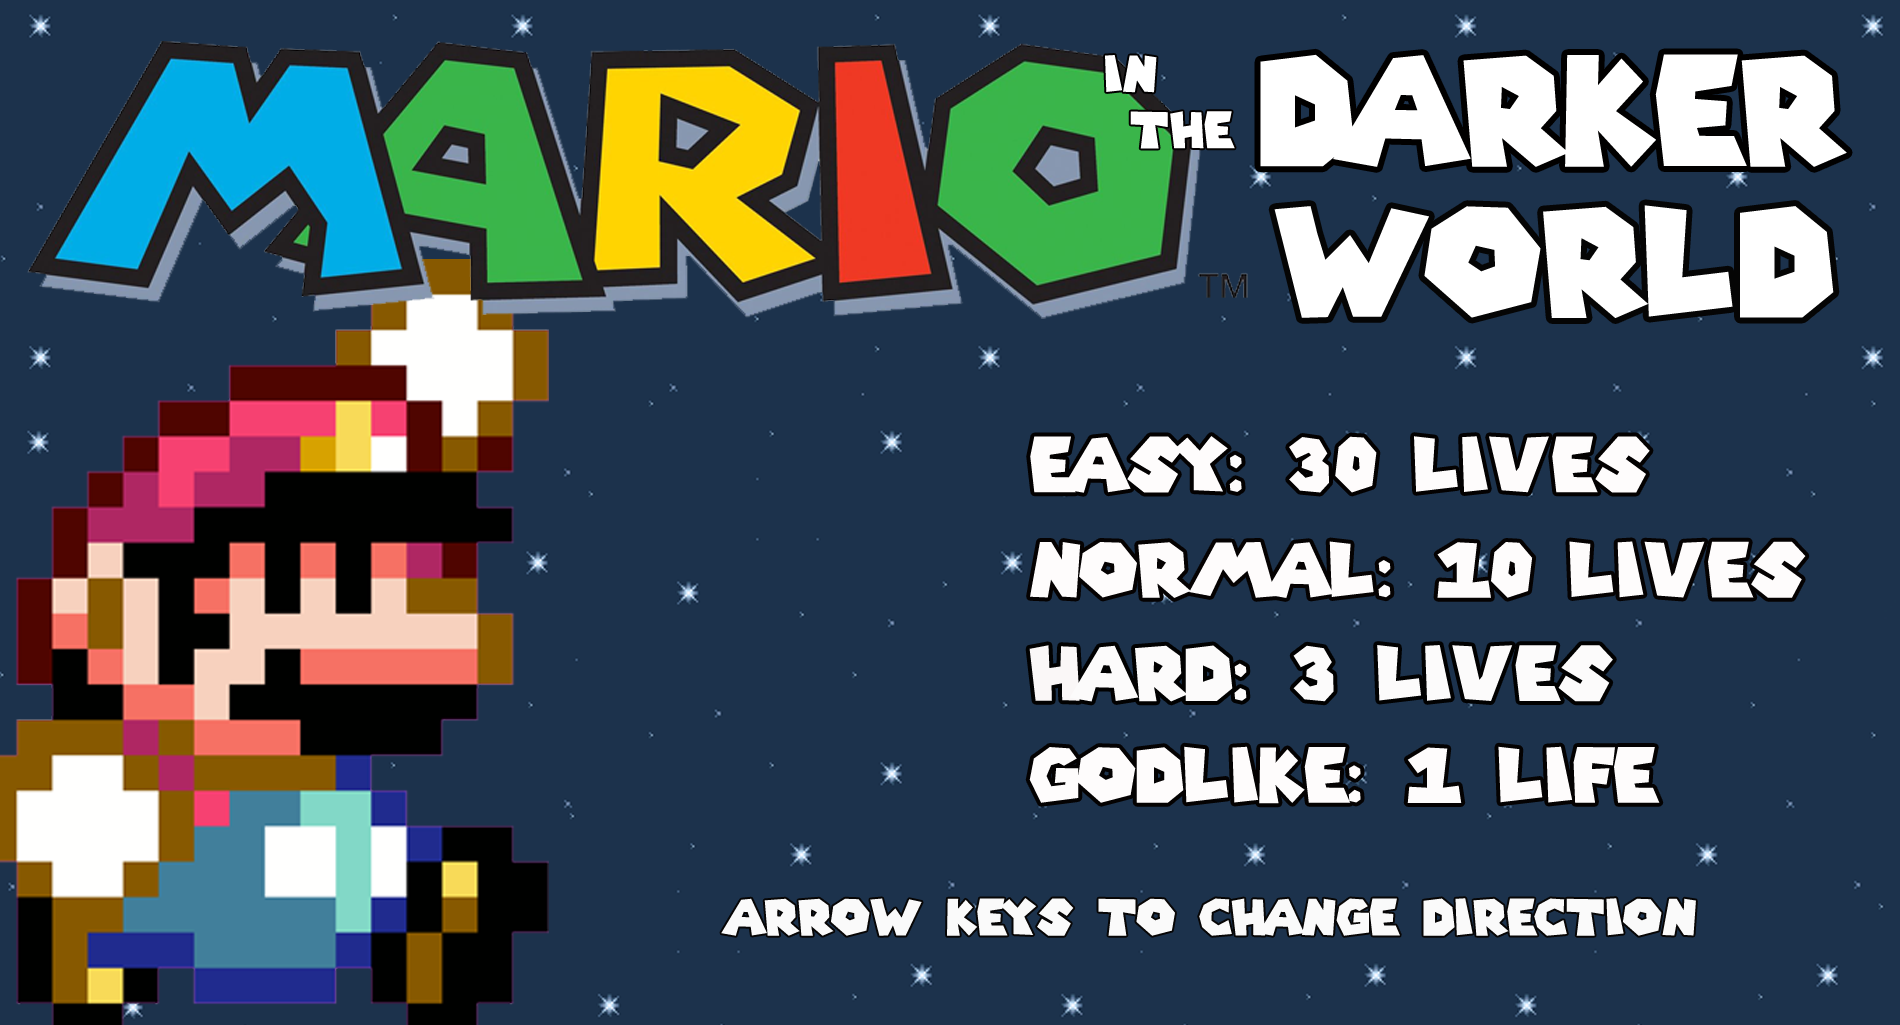 MARIO
TM
IN
THE
DARKER
WORLD
EASY: 30 LIVES
NORMAL: 10 LIVES
HARD: 3 LIVES
GODLIKE: 1 LIFE
ARROW KEYS TO CHANGE DIRECTION